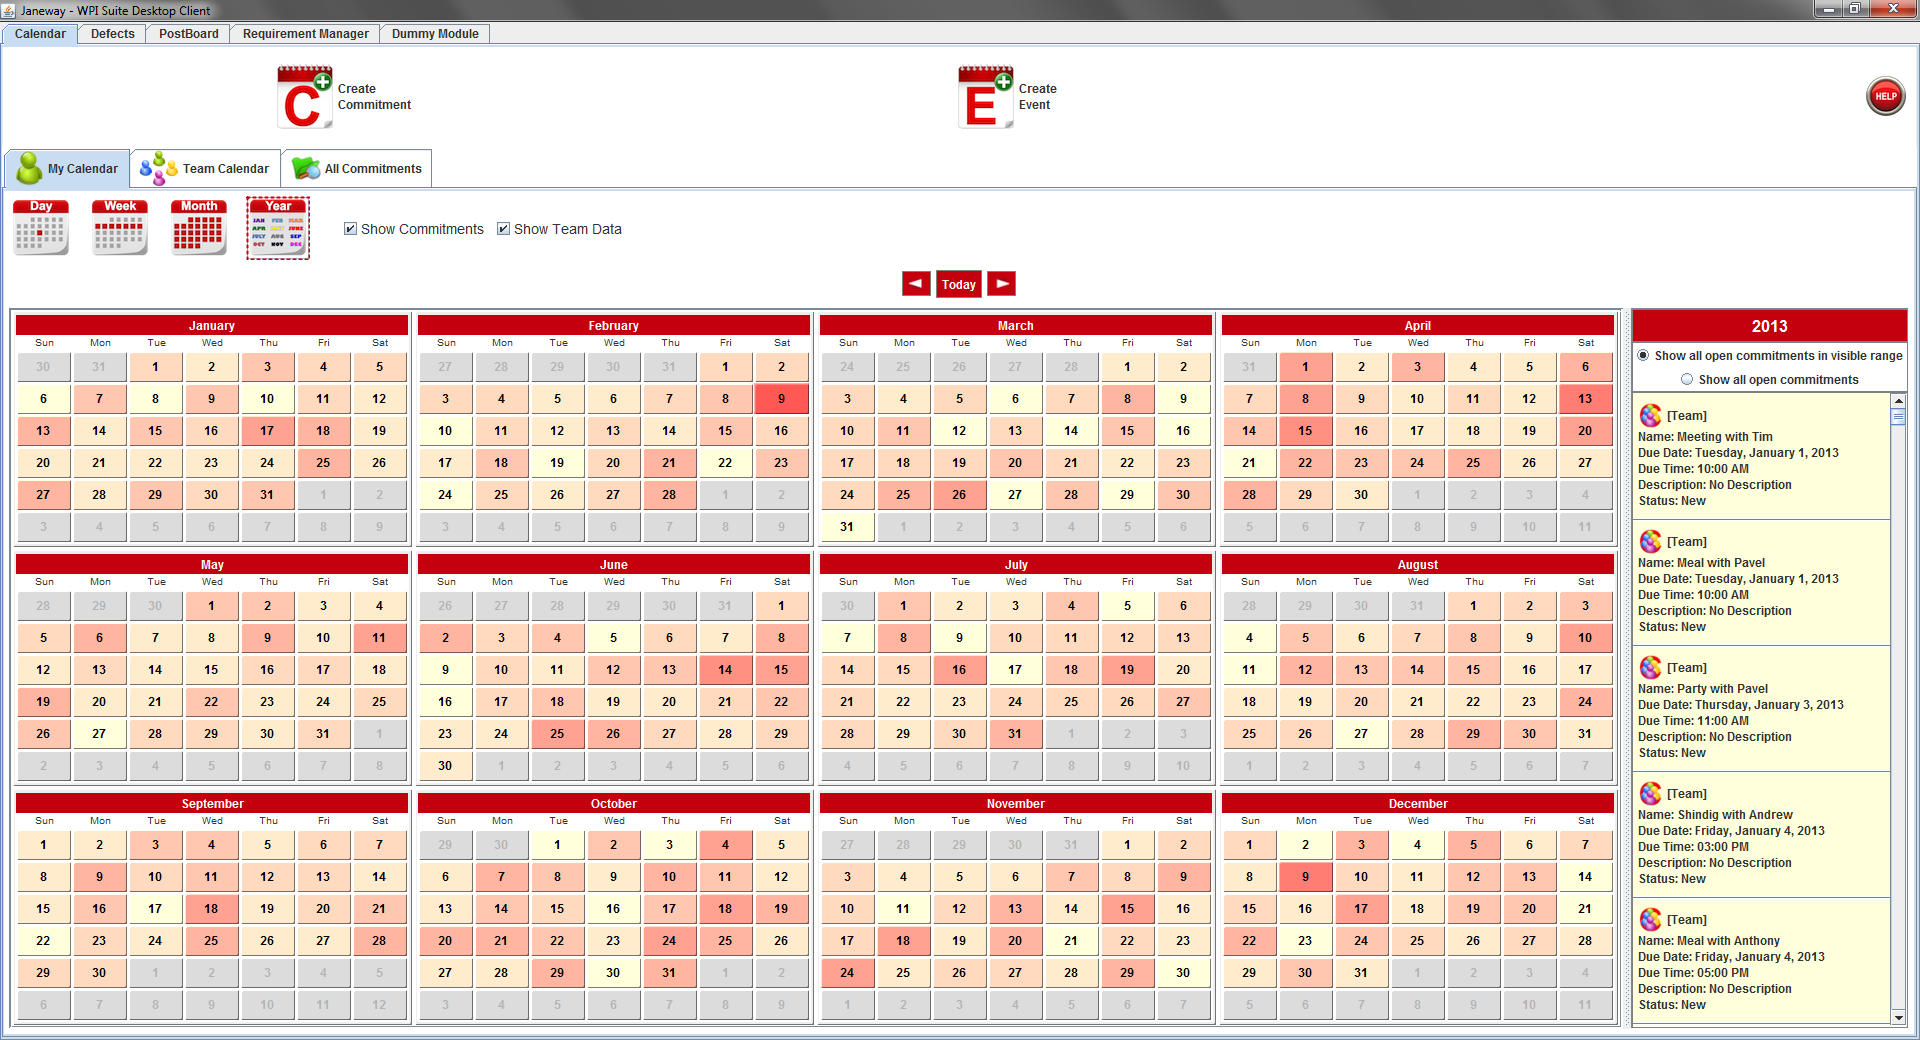 Janeway - WPI Suite Desktop Client
Calendar Defects PostBoard Requirement Manager Dummy Module
C Create Commitment
E Create Event
HELP
My Calendar Team Calendar All Commitments
Day Week Month Year
JAN FEB MAR
APR MAY JUNE
JULY AUG SEP
OCT NOV DEC
Show Commitments Show Team Data
Today
January
Sun Mon Tue Wed Thu Fri Sat
30 31 1 2 3 4 5
6 7 8 9 10 11 12
13 14 15 16 17 18 19
20 21 22 23 24 25 26
27 28 29 30 31 1 2
3 4 5 6 7 8 9
February
Sun Mon Tue Wed Thu Fri Sat
27 28 29 30 31 1 2
3 4 5 6 7 8 9
10 11 12 13 14 15 16
17 18 19 20 21 22 23
24 25 26 27 28 1 2
3 4 5 6 7 8 9
March
Sun Mon Tue Wed Thu Fri Sat
24 25 26 27 28 1 2
3 4 5 6 7 8 9
10 11 12 13 14 15 16
17 18 19 20 21 22 23
24 25 26 27 28 29 30
31 1 2 3 4 5 6
April
Sun Mon Tue Wed Thu Fri Sat
31 1 2 3 4 5 6
7 8 9 10 11 12 13
14 15 16 17 18 19 20
21 22 23 24 25 26 27
28 29 30 1 2 3 4
5 6 7 8 9 10 11
May
Sun Mon Tue Wed Thu Fri Sat
28 29 30 1 2 3 4
5 6 7 8 9 10 11
12 13 14 15 16 17 18
19 20 21 22 23 24 25
26 27 28 29 30 31 1
2 3 4 5 6 7 8
June
Sun Mon Tue Wed Thu Fri Sat
26 27 28 29 30 31 1
2 3 4 5 6 7 8
9 10 11 12 13 14 15
16 17 18 19 20 21 22
23 24 25 26 27 28 29
30 1 2 3 4 5 6
July
Sun Mon Tue Wed Thu Fri Sat
30 1 2 3 4 5 6
7 8 9 10 11 12 13
14 15 16 17 18 19 20
21 22 23 24 25 26 27
28 29 30 31 1 2 3
4 5 6 7 8 9 10
August
Sun Mon Tue Wed Thu Fri Sat
28 29 30 31 1 2 3
4 5 6 7 8 9 10
11 12 13 14 15 16 17
18 19 20 21 22 23 24
25 26 27 28 29 30 31
1 2 3 4 5 6 7
September
Sun Mon Tue Wed Thu Fri Sat
1 2 3 4 5 6 7
8 9 10 11 12 13 14
15 16 17 18 19 20 21
22 23 24 25 26 27 28
29 30 1 2 3 4 5
6 7 8 9 10 11 12
October
Sun Mon Tue Wed Thu Fri Sat
29 30 1 2 3 4 5
6 7 8 9 10 11 12
13 14 15 16 17 18 19
20 21 22 23 24 25 26
27 28 29 30 31 1 2
3 4 5 6 7 8 9
November
Sun Mon Tue Wed Thu Fri Sat
27 28 29 30 31 1 2
3 4 5 6 7 8 9
10 11 12 13 14 15 16
17 18 19 20 21 22 23
24 25 26 27 28 29 30
1 2 3 4 5 6 7
December
Sun Mon Tue Wed Thu Fri Sat
1 2 3 4 5 6 7
8 9 10 11 12 13 14
15 16 17 18 19 20 21
22 23 24 25 26 27 28
29 30 31 1 2 3 4
5 6 7 8 9 10 11
2013
Show all open commitments in visible range
Show all open commitments
[Team]
Name: Meeting with Tim
Due Date: Tuesday, January 1, 2013
Due Time: 10:00 AM
Description: No Description
Status: New
[Team]
Name: Meal with Pavel
Due Date: Tuesday, January 1, 2013
Due Time: 10:00 AM
Description: No Description
Status: New
[Team]
Name: Party with Pavel
Due Date: Thursday, January 3, 2013
Due Time: 11:00 AM
Description: No Description
Status: New
[Team]
Name: Shindig with Andrew
Due Date: Friday, January 4, 2013
Due Time: 03:00 PM
Description: No Description
Status: New
[Team]
Name: Meal with Anthony
Due Date: Friday, January 4, 2013
Due Time: 05:00 PM
Description: No Description
Status: New